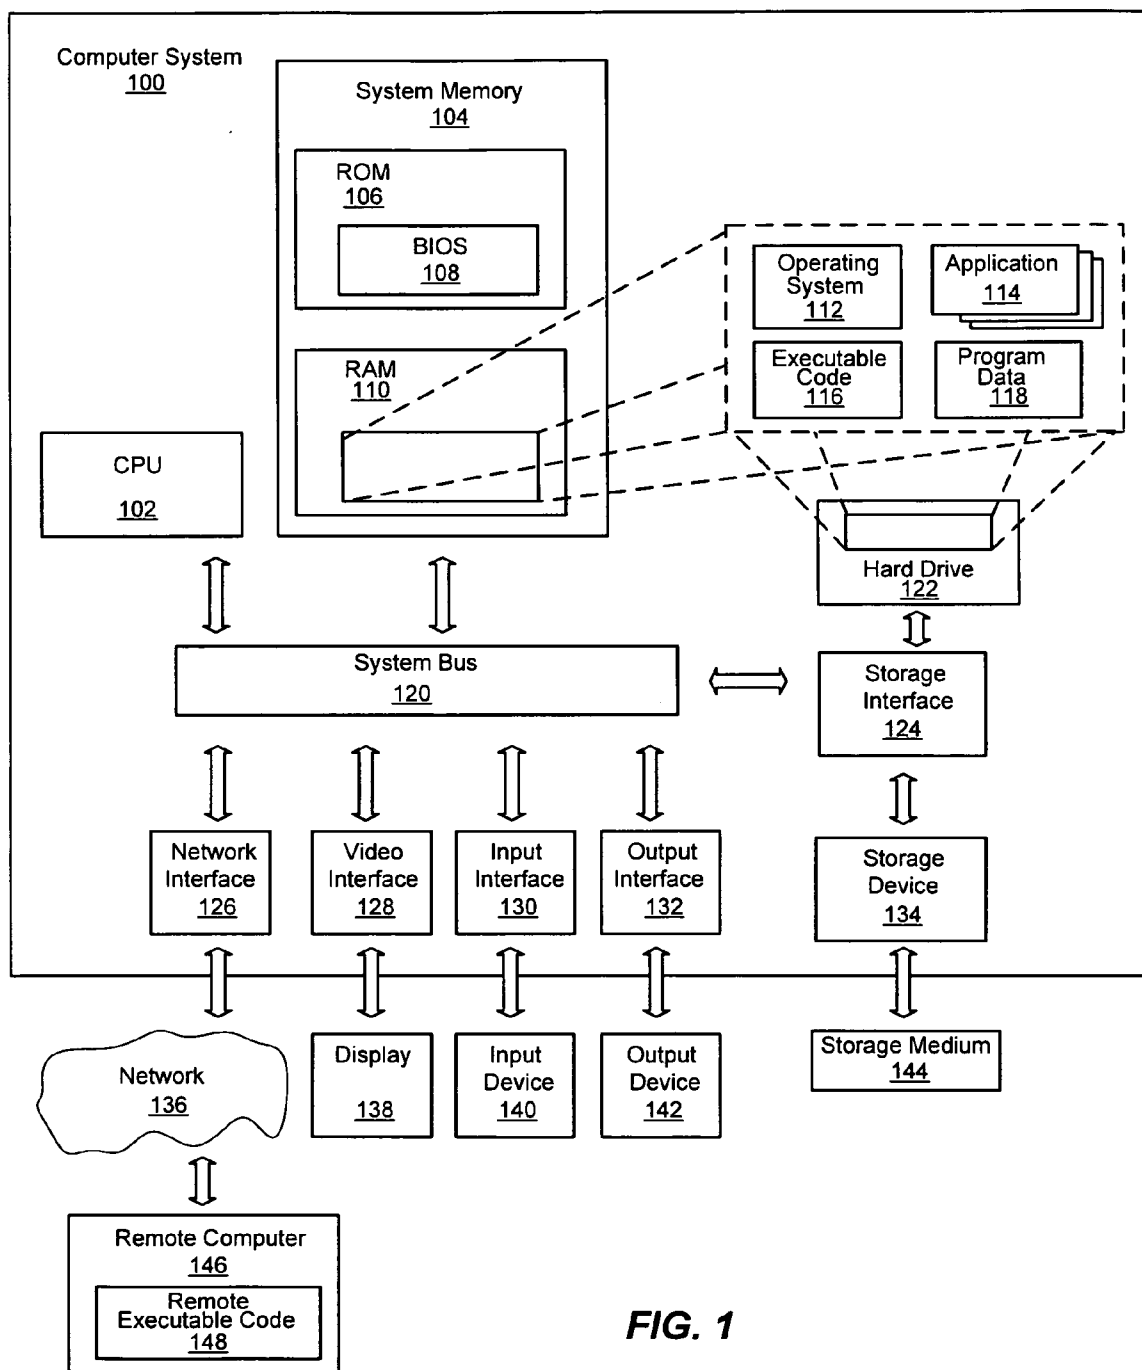 Computer System
100
System Memory
104
ROM
106
BIOS
108
RAM
110
Operating
System
112
Application
114
Executable
Code
116
Program
Data
118
CPU
102
Hard Drive
122
System Bus
120
Storage
Interface
124
Network
Interface
126
Video
Interface
128
Input
Interface
130
Output
Interface
132
Storage
Device
134
Network
136
Display
138
Input
Device
140
Output
Device
142
Storage Medium
144
Remote Computer
146
Remote
Executable Code
148
FIG. 1